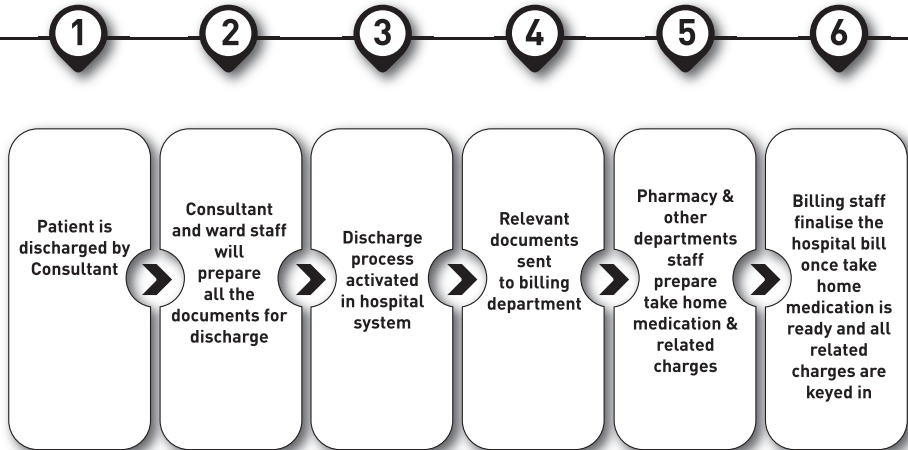 1
2
3
4
5
6
Patient is
discharged by
Consultant
Consultant
and ward staff
will
prepare
all the
documents for
discharge
Discharge
process
activated
in hospital
system
Relevant
documents
sent
to billing
department
Pharmacy &
other
departments
staff
prepare
take home
medication &
related
charges
Billing staff
finalise the
hospital bill
once take
home
medication is
ready and all
related
charges are
keyed in